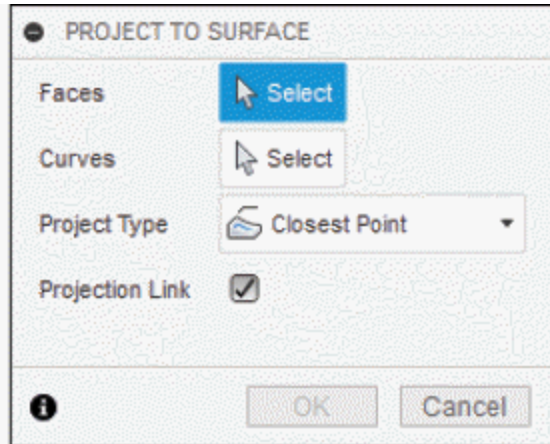 PROJECT TO SURFACE
Faces Select
Curves Select
Project Type Closest Point
Projection Link
OK Cancel